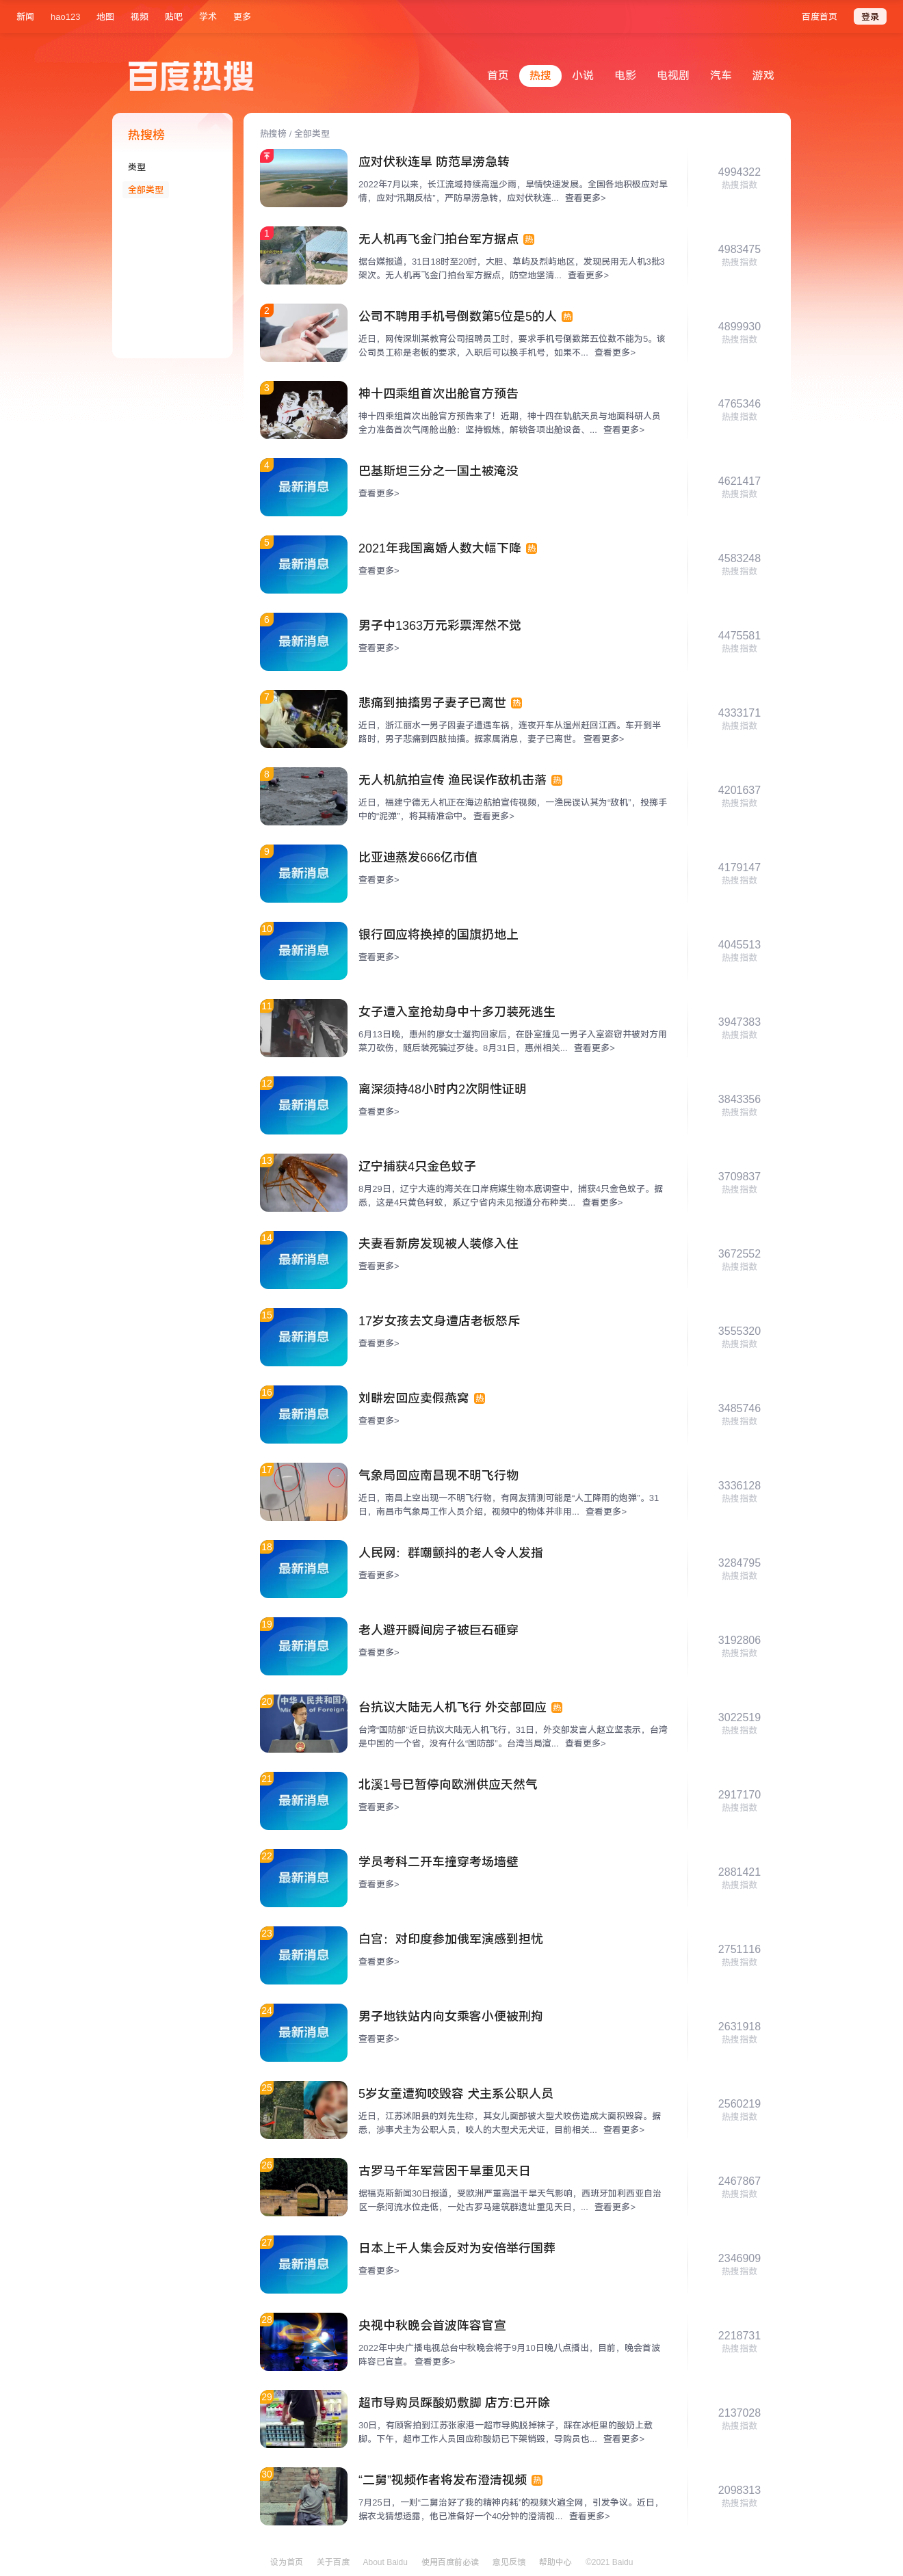 新闻 hao123 地图 视频 贴吧 学术 更多 百度首页 登录
百度热搜
首页 热搜 小说 电影 电视剧 汽车 游戏
热搜榜
类型
全部类型
热搜榜 / 全部类型
应对伏秋连旱 防范旱涝急转
2022年7月以来，长江流域持续高温少雨，旱情快速发展。全国各地积极应对旱
情，应对“汛期反枯”，严防旱涝急转，应对伏秋连... 查看更多>
4994322
热搜指数
1
无人机再飞金门拍台军方据点 热
据台媒报道，31日18时至20时，大胆、草屿及烈屿地区，发现民用无人机3批3
架次。无人机再飞金门拍台军方据点，防空地堡清... 查看更多>
4983475
热搜指数
2
公司不聘用手机号倒数第5位是5的人 热
近日，网传深圳某教育公司招聘员工时，要求手机号倒数第五位数不能为5。该
公司员工称是老板的要求，入职后可以换手机号，如果不... 查看更多>
4899930
热搜指数
3
神十四乘组首次出舱官方预告
神十四乘组首次出舱官方预告来了！近期，神十四在轨航天员与地面科研人员
全力准备首次气闸舱出舱：坚持锻炼，解锁各项出舱设备、... 查看更多>
4765346
热搜指数
4
最新消息
巴基斯坦三分之一国土被淹没
查看更多>
4621417
热搜指数
5
最新消息
2021年我国离婚人数大幅下降 热
查看更多>
4583248
热搜指数
6
最新消息
男子中1363万元彩票浑然不觉
查看更多>
4475581
热搜指数
7
悲痛到抽搐男子妻子已离世 热
近日，浙江丽水一男子因妻子遭遇车祸，连夜开车从温州赶回江西。车开到半
路时，男子悲痛到四肢抽搐。据家属消息，妻子已离世。 查看更多>
4333171
热搜指数
8
无人机航拍宣传 渔民误作敌机击落 热
近日，福建宁德无人机正在海边航拍宣传视频，一渔民误认其为“敌机”，投掷手
中的“泥弹”，将其精准命中。 查看更多>
4201637
热搜指数
9
最新消息
比亚迪蒸发666亿市值
查看更多>
4179147
热搜指数
10
最新消息
银行回应将换掉的国旗扔地上
查看更多>
4045513
热搜指数
11
女子遭入室抢劫身中十多刀装死逃生
6月13日晚，惠州的廖女士遛狗回家后，在卧室撞见一男子入室盗窃并被对方用
菜刀砍伤，随后装死骗过歹徒。8月31日，惠州相关... 查看更多>
3947383
热搜指数
12
最新消息
离深须持48小时内2次阴性证明
查看更多>
3843356
热搜指数
13
辽宁捕获4只金色蚊子
8月29日，辽宁大连的海关在口岸病媒生物本底调查中，捕获4只金色蚊子。据
悉，这是4只黄色轲蚊，系辽宁省内未见报道分布种类... 查看更多>
3709837
热搜指数
14
最新消息
夫妻看新房发现被人装修入住
查看更多>
3672552
热搜指数
15
最新消息
17岁女孩去文身遭店老板怒斥
查看更多>
3555320
热搜指数
16
最新消息
刘畊宏回应卖假燕窝 热
查看更多>
3485746
热搜指数
17
气象局回应南昌现不明飞行物
近日，南昌上空出现一不明飞行物，有网友猜测可能是“人工降雨的炮弹”。31
日，南昌市气象局工作人员介绍，视频中的物体并非用... 查看更多>
3336128
热搜指数
18
最新消息
人民网：群嘲颤抖的老人令人发指
查看更多>
3284795
热搜指数
19
最新消息
老人避开瞬间房子被巨石砸穿
查看更多>
3192806
热搜指数
20
台抗议大陆无人机飞行 外交部回应 热
台湾“国防部”近日抗议大陆无人机飞行，31日，外交部发言人赵立坚表示，台湾
是中国的一个省，没有什么“国防部”。台湾当局渲... 查看更多>
3022519
热搜指数
21
最新消息
北溪1号已暂停向欧洲供应天然气
查看更多>
2917170
热搜指数
22
最新消息
学员考科二开车撞穿考场墙壁
查看更多>
2881421
热搜指数
23
最新消息
白宫：对印度参加俄军演感到担忧
查看更多>
2751116
热搜指数
24
最新消息
男子地铁站内向女乘客小便被刑拘
查看更多>
2631918
热搜指数
25
5岁女童遭狗咬毁容 犬主系公职人员
近日，江苏沭阳县的刘先生称，其女儿面部被大型犬咬伤造成大面积毁容。据
悉，涉事犬主为公职人员，咬人的大型犬无犬证，目前相关... 查看更多>
2560219
热搜指数
26
古罗马千年军营因干旱重见天日
据福克斯新闻30日报道，受欧洲严重高温干旱天气影响，西班牙加利西亚自治
区一条河流水位走低，一处古罗马建筑群遗址重见天日，... 查看更多>
2467867
热搜指数
27
最新消息
日本上千人集会反对为安倍举行国葬
查看更多>
2346909
热搜指数
28
央视中秋晚会首波阵容官宣
2022年中央广播电视总台中秋晚会将于9月10日晚八点播出，目前，晚会首波
阵容已官宣。 查看更多>
2218731
热搜指数
29
超市导购员踩酸奶敷脚 店方:已开除
30日，有顾客拍到江苏张家港一超市导购脱掉袜子，踩在冰柜里的酸奶上敷
脚。下午，超市工作人员回应称酸奶已下架销毁，导购员也... 查看更多>
2137028
热搜指数
30
“二舅”视频作者将发布澄清视频 热
7月25日，一则“二舅治好了我的精神内耗”的视频火遍全网，引发争议。近日，
据衣戈猜想透露，他已准备好一个40分钟的澄清视... 查看更多>
2098313
热搜指数
设为首页 关于百度 About Baidu 使用百度前必读 意见反馈 帮助中心 ©2021 Baidu